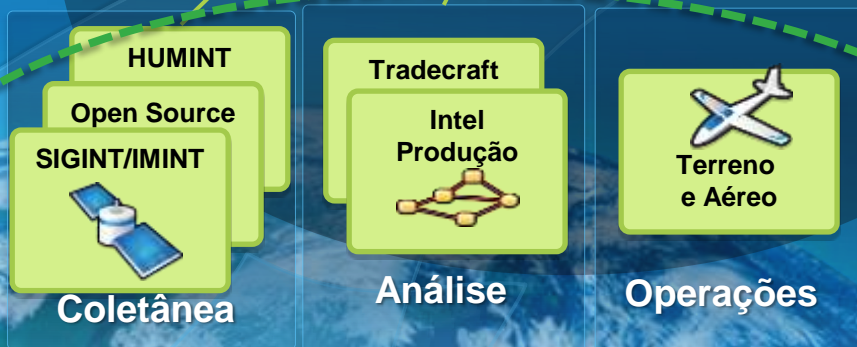 HUMINT
Open Source
SIGINT/IMINT
Coletânea
Tradecraft
Intel
Produção
Análise
Terreno
e Aéreo
Operações